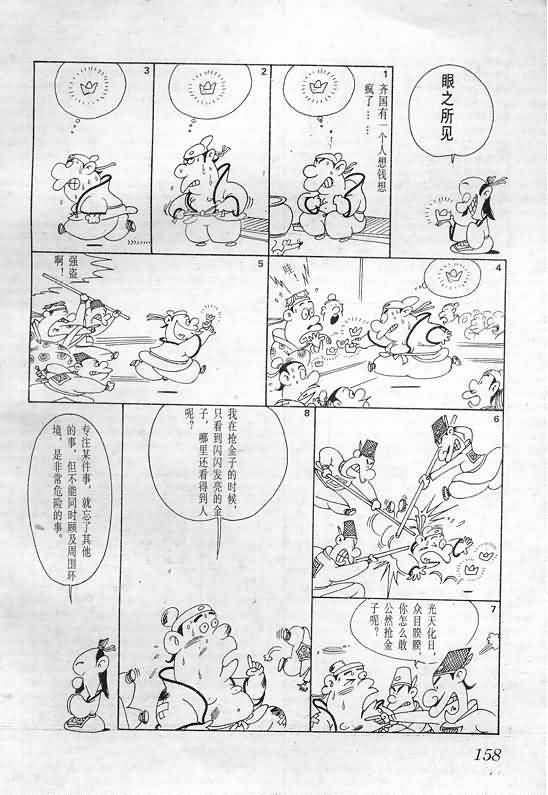 眼之所见
1
齐国有一个人想钱想
疯了……
2
3
4
哇!
5
强盗
啊!
6
7
光天化日,
众目睽睽,
你怎么敢
公然抢金
子呢?
8
我在抢金子的时候,
只看到闪闪发亮的金
子,哪里还看得到人
呢?
专注某件事,就忘了其他
的事,但不能同时顾及周围环
境,是非常危险的事。
158